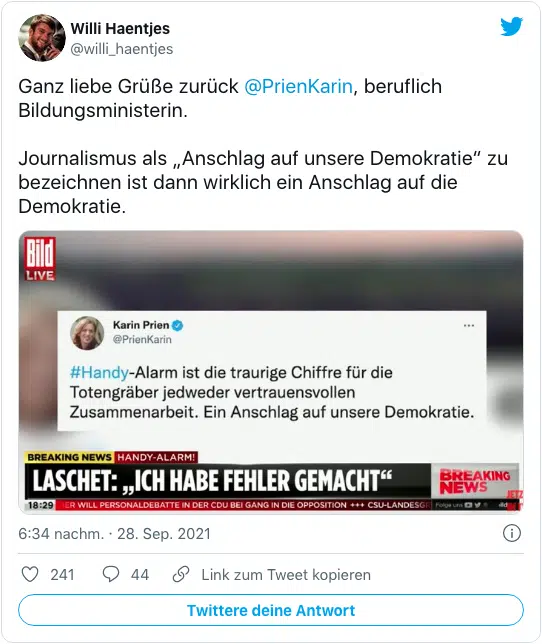 Willi Haentjes
@willi_haentjes
Ganz liebe Grüße zurück @PrienKarin, beruflich
Bildungsministerin.
Journalismus als „Anschlag auf unsere Demokratie“ zu
bezeichnen ist dann wirklich ein Anschlag auf die
Demokratie.
Bild
LIVE
Karin Prien
@PrienKarin
#Handy-Alarm ist die traurige Chiffre für die
Totengräber jedweder vertrauensvollen
Zusammenarbeit. Ein Anschlag auf unsere Demokratie.
BREAKING NEWS HANDY-ALARM!
LASCHET: „ICH HABE FEHLER GEMACHT“
BREAKING
NEWS
JETZT
18:29 ER WILL PERSONALDEBATTE IN DER CDU BEI GANG IN DIE OPPOSITION +++ CSU-LANDESG
Folge uns
6:34 nachm. · 28. Sep. 2021
241
44
Link zum Tweet kopieren
Twittere deine Antwort